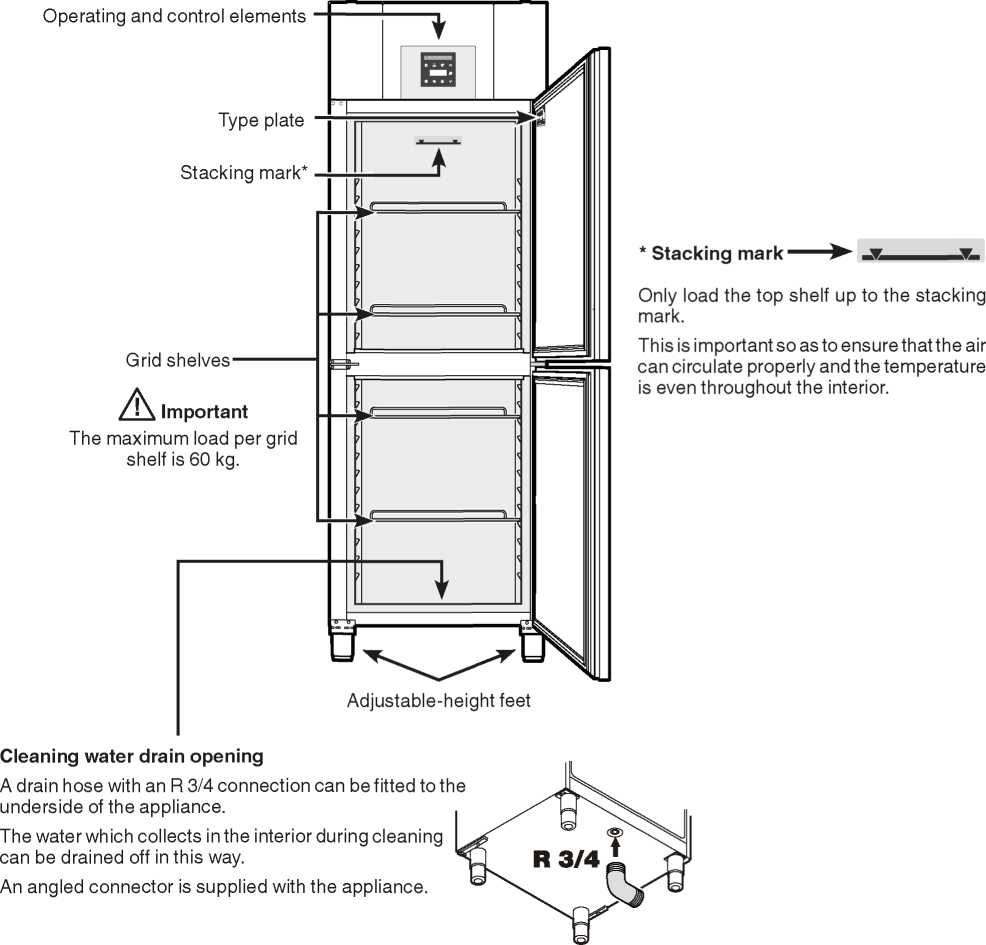 Operating and control elements
Type plate
Stacking mark*
* Stacking mark
Only load the top shelf up to the stacking
mark.
This is important so as to ensure that the air
can circulate properly and the temperature
is even throughout the interior.
Grid shelves
Important
The maximum load per grid
shelf is 60 kg.
Adjustable-height feet
Cleaning water drain opening
A drain hose with an R 3/4 connection can be fitted to the
underside of the appliance.
The water which collects in the interior during cleaning
can be drained off in this way.
An angled connector is supplied with the appliance.
R 3/4